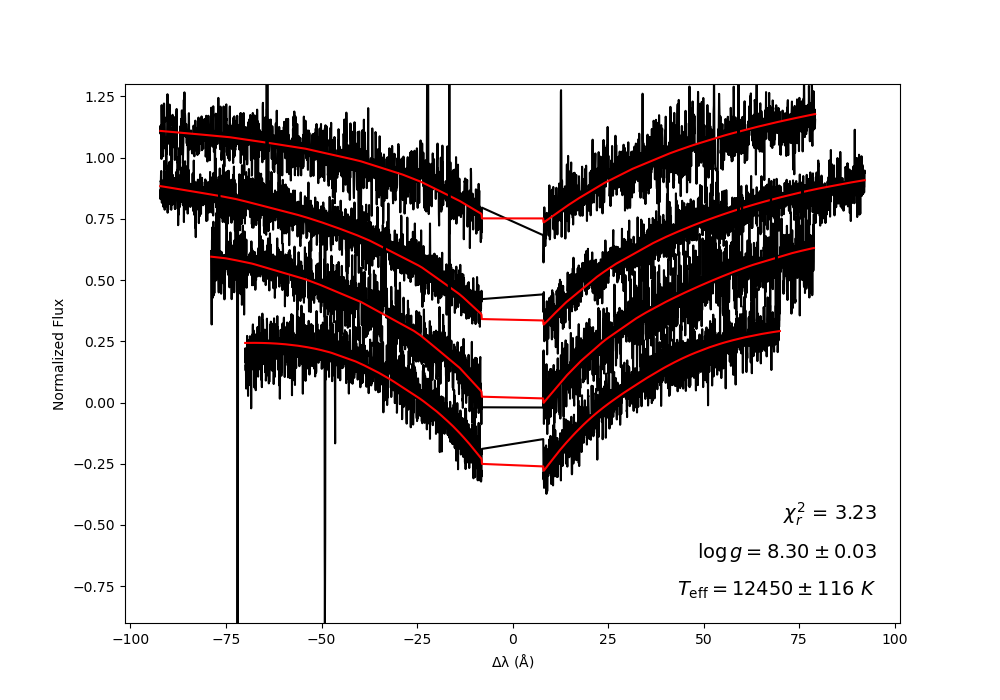 1.25
1.00
0.75
0.50
0.25
0.00
−0.25
−0.50
−0.75
Normalized Flux
χ²ᵣ = 3.23
log g = 8.30 ± 0.03
T_eff = 12450 ± 116 K
−100 −75 −50 −25 0 25 50 75 100
Δλ (Å)